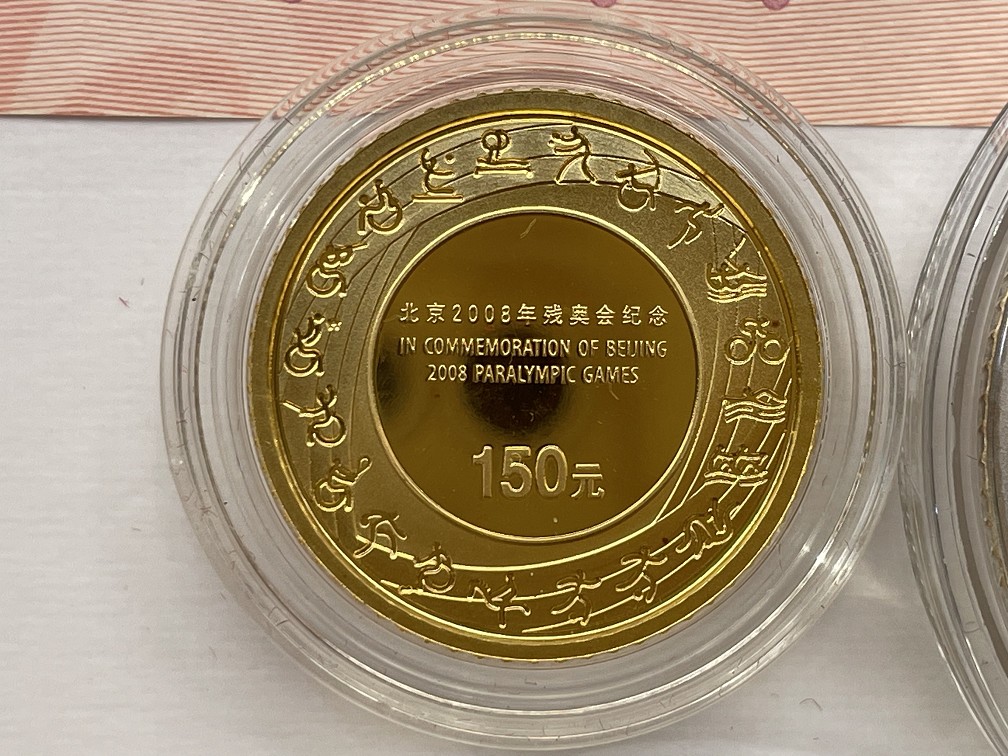 北京2008年残奥会纪念
IN COMMEMORATION OF BEIJING
2008 PARALYMPIC GAMES
150元